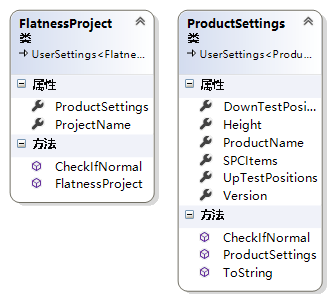 FlatnessProject
类
UserSettings<Flatne...
属性
ProductSettings
ProjectName
方法
CheckIfNormal
FlatnessProject
ProductSettings
类
UserSettings<Produ...
属性
DownTestPosi...
Height
ProductName
SPCItems
UpTestPositions
Version
方法
CheckIfNormal
ProductSettings
ToString